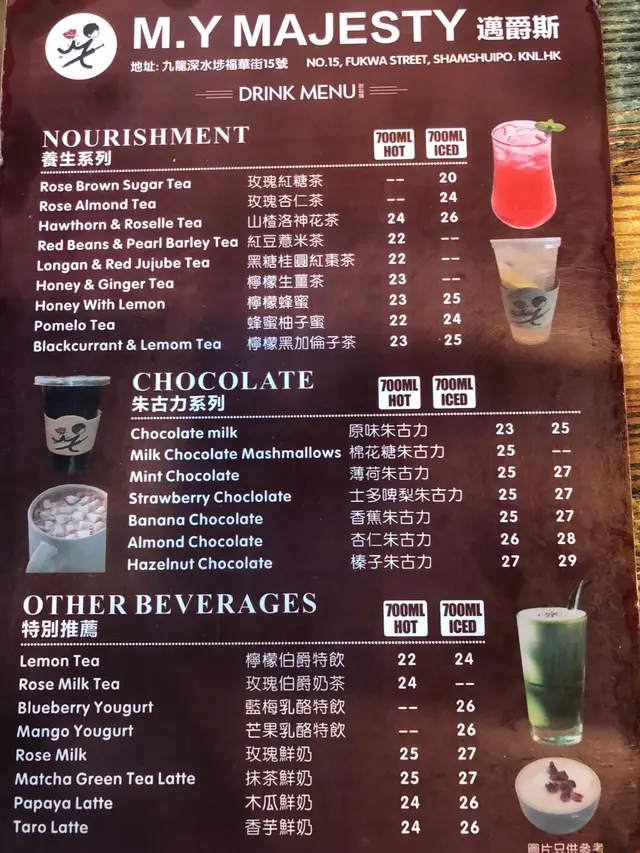 M.Y MAJESTY 邁爵斯
地址: 九龍深水埗福華街15號 NO.15, FUKWA STREET, SHAMSHUIPO. KNL.HK
DRINK MENU
NOURISHMENT 700ML HOT 700ML ICED
養生系列
Rose Brown Sugar Tea 玫瑰紅糖茶 -- 20
Rose Almond Tea 玫瑰杏仁茶 -- 24
Hawthorn & Roselle Tea 山楂洛神花茶 24 26
Red Beans & Pearl Barley Tea 紅豆薏米茶 22 --
Longan & Red Jujube Tea 黑糖桂圓紅棗茶 22 --
Honey & Ginger Tea 檸檬生薑茶 23 --
Honey With Lemon 檸檬蜂蜜 23 25
Pomelo Tea 蜂蜜柚子蜜 22 24
Blackcurrant & Lemom Tea 檸檬黑加倫子茶 23 25
CHOCOLATE 700ML HOT 700ML ICED
朱古力系列
Chocolate milk 原味朱古力 23 25
Milk Chocolate Mashmallows 棉花糖朱古力 25 --
Mint Chocolate 薄荷朱古力 25 27
Strawberry Choclolate 士多啤梨朱古力 25 27
Banana Chocolate 香蕉朱古力 25 27
Almond Chocolate 杏仁朱古力 26 28
Hazelnut Chocolate 榛子朱古力 27 29
OTHER BEVERAGES 700ML HOT 700ML ICED
特別推薦
Lemon Tea 檸檬伯爵特飲 22 24
Rose Milk Tea 玫瑰伯爵奶茶 24 --
Blueberry Yougurt 藍梅乳酪特飲 -- 26
Mango Yougurt 芒果乳酪特飲 -- 26
Rose Milk 玫瑰鮮奶 25 27
Matcha Green Tea Latte 抹茶鮮奶 25 27
Papaya Latte 木瓜鮮奶 24 26
Taro Latte 香芋鮮奶 24 26
圖片只供參考